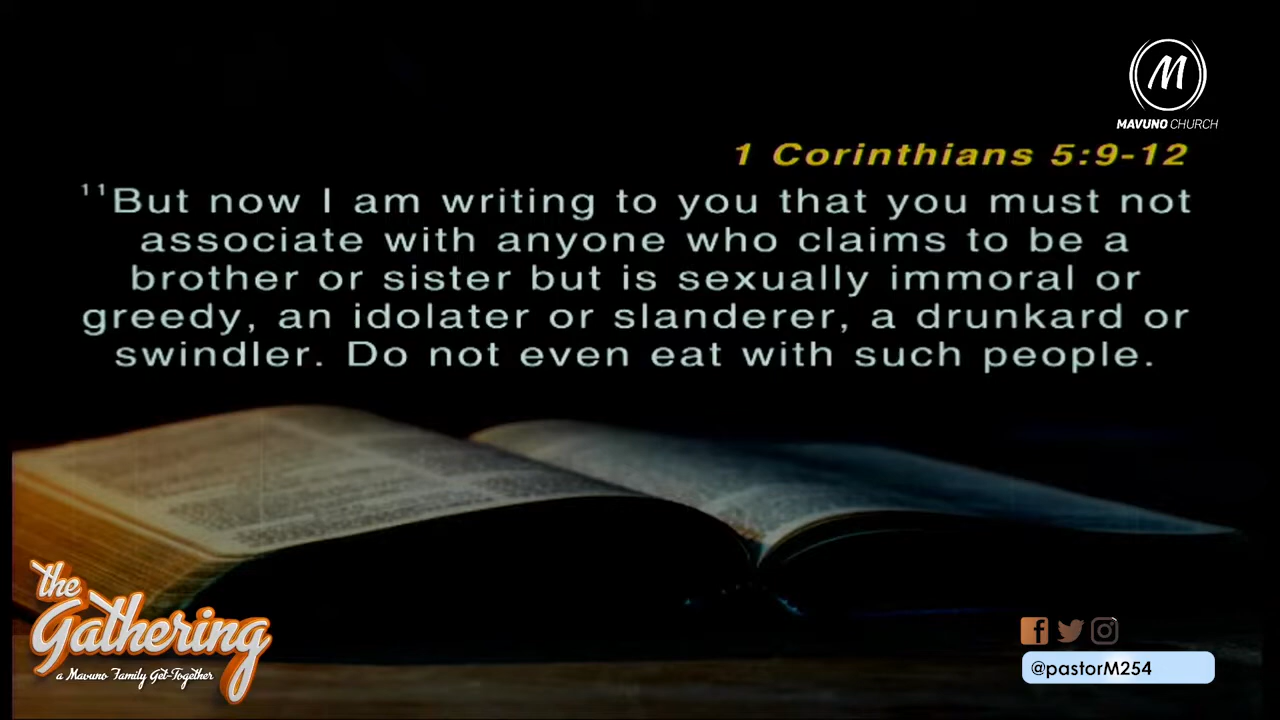 M
MAVUNO CHURCH
1 Corinthians 5:9-12
¹¹But now I am writing to you that you must not
associate with anyone who claims to be a
brother or sister but is sexually immoral or
greedy, an idolater or slanderer, a drunkard or
swindler. Do not even eat with such people.
the
Gathering
a Mavuno Family Get-Together
@pastorM254